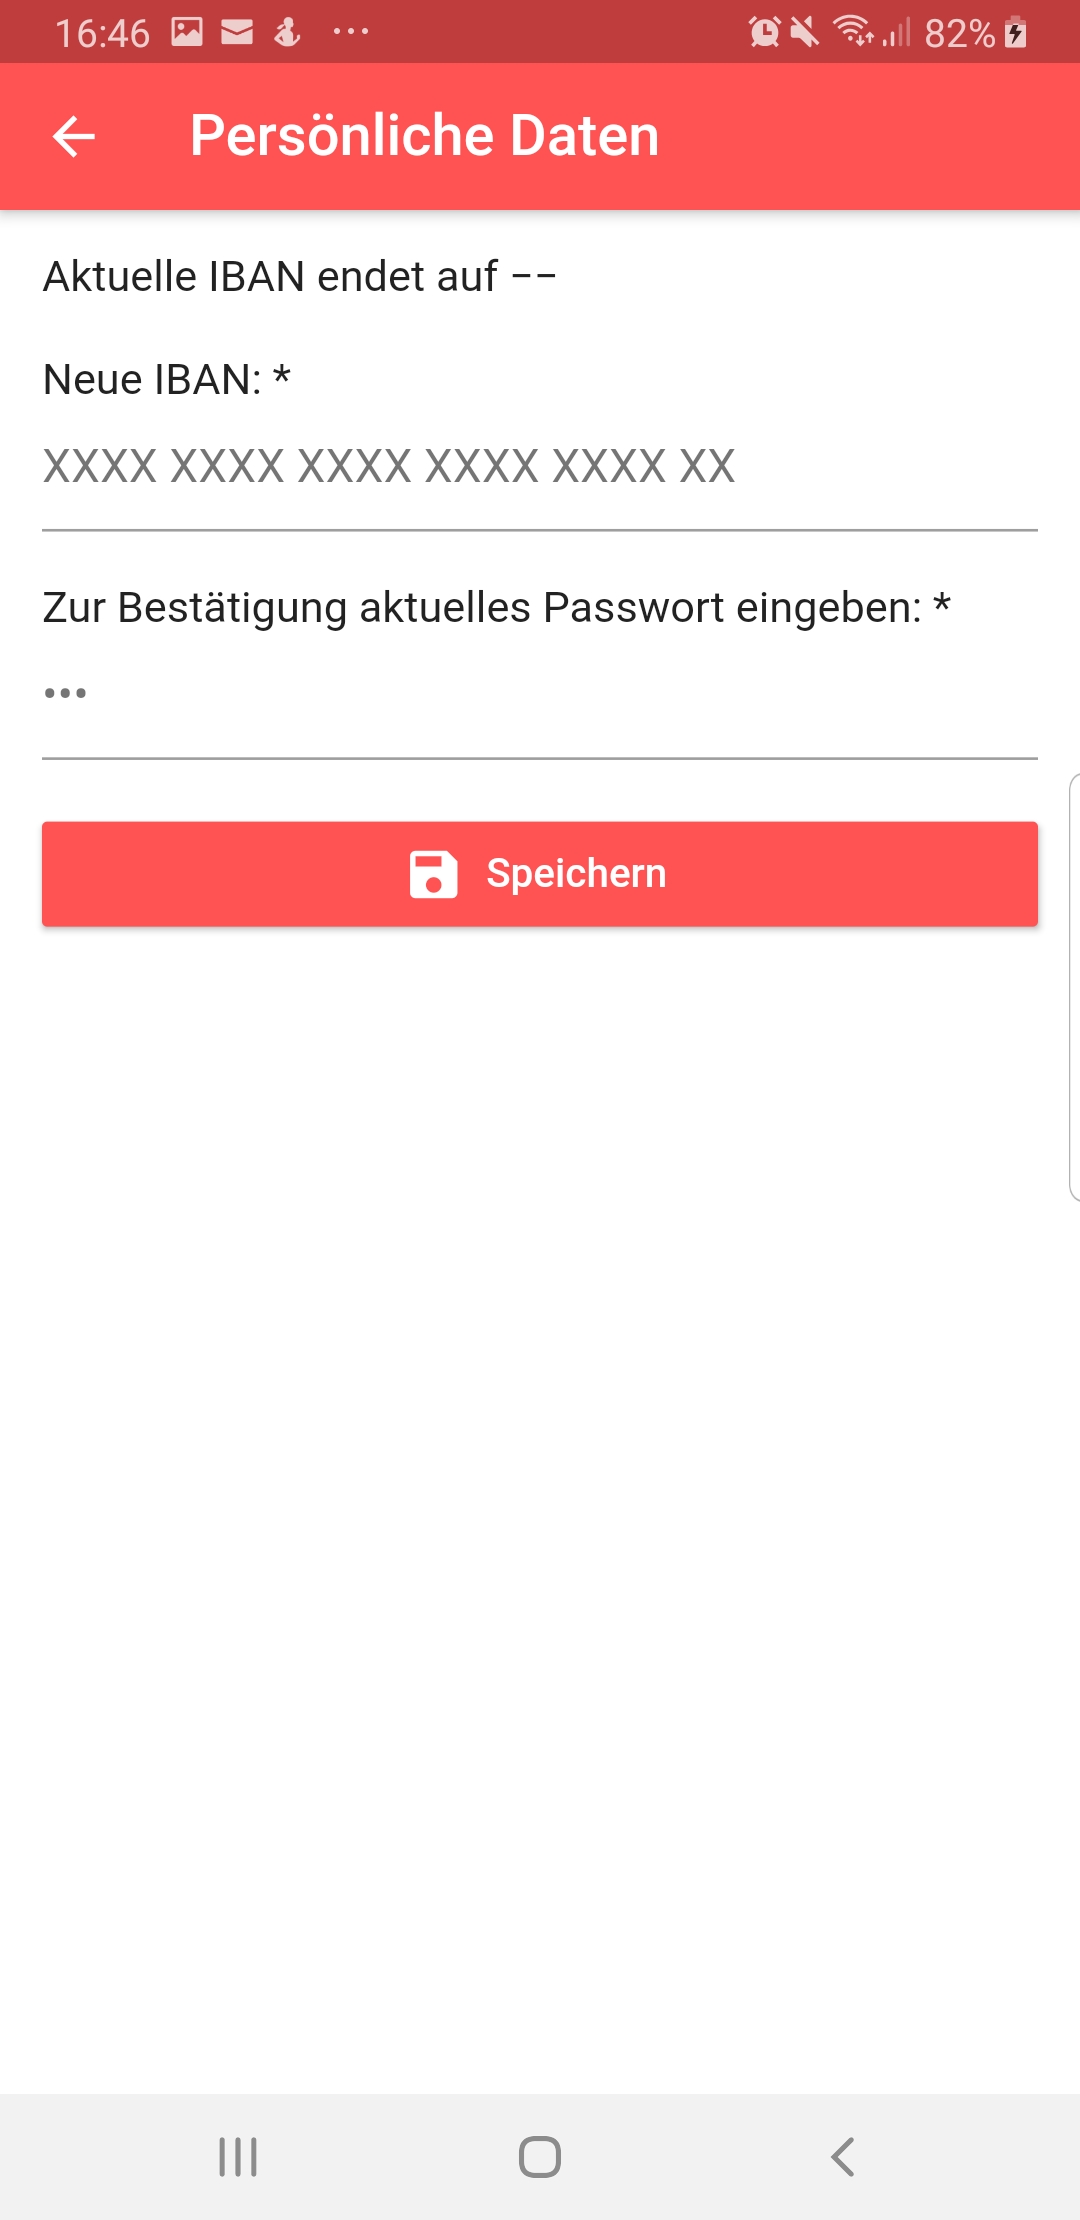 16:46 82%
Persönliche Daten
Aktuelle IBAN endet auf --
Neue IBAN: *
XXXX XXXX XXXX XXXX XXXX XX
Zur Bestätigung aktuelles Passwort eingeben: *
•••
Speichern